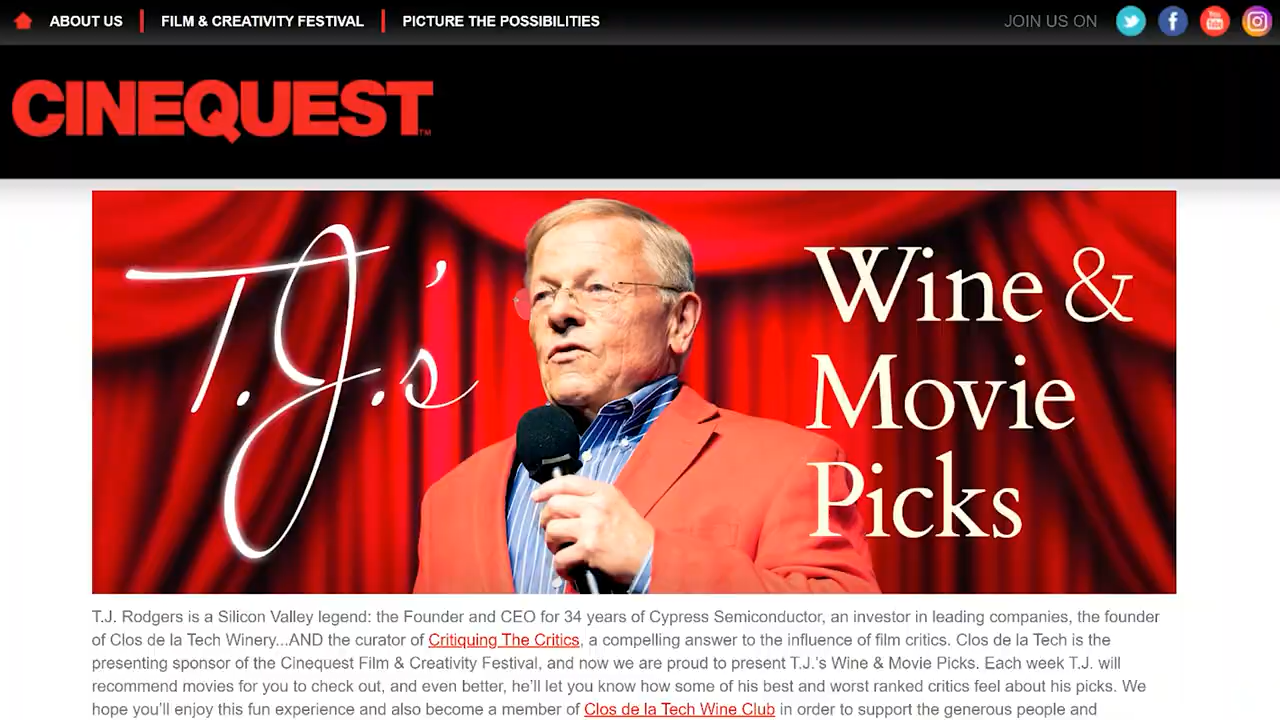 ABOUT US | FILM & CREATIVITY FESTIVAL | PICTURE THE POSSIBILITIES JOIN US ON
CINEQUEST™
T.J.'s
Wine &
Movie
Picks
T.J. Rodgers is a Silicon Valley legend: the Founder and CEO for 34 years of Cypress Semiconductor, an investor in leading companies, the founder
of Clos de la Tech Winery...AND the curator of Critiquing The Critics, a compelling answer to the influence of film critics. Clos de la Tech is the
presenting sponsor of the Cinequest Film & Creativity Festival, and now we are proud to present T.J.'s Wine & Movie Picks. Each week T.J. will
recommend movies for you to check out, and even better, he'll let you know how some of his best and worst ranked critics feel about his picks. We
hope you'll enjoy this fun experience and also become a member of Clos de la Tech Wine Club in order to support the generous people and